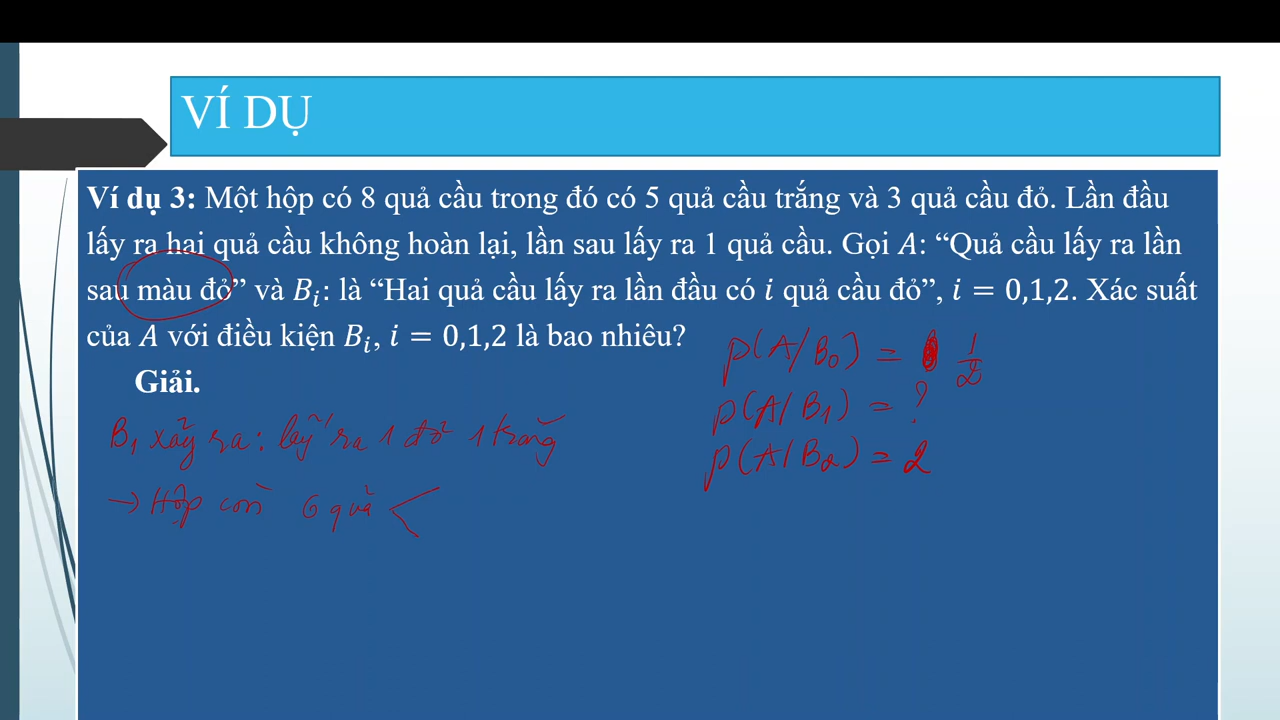 VÍ DỤ
Ví dụ 3: Một hộp có 8 quả cầu trong đó có 5 quả cầu trắng và 3 quả cầu đỏ. Lần đầu
lấy ra hai quả cầu không hoàn lại, lần sau lấy ra 1 quả cầu. Gọi A: “Quả cầu lấy ra lần
sau màu đỏ” và Bᵢ: là “Hai quả cầu lấy ra lần đầu có i quả cầu đỏ”, i = 0,1,2. Xác suất
của A với điều kiện Bᵢ, i = 0,1,2 là bao nhiêu?
Giải.
P(A/B₀) = 1/2
P(A/B₁) = ?
P(A/B₂) = 2
B₁ xảy ra: lấy ra 1 đỏ 1 trắng
→ Hộp còn 6 quả <